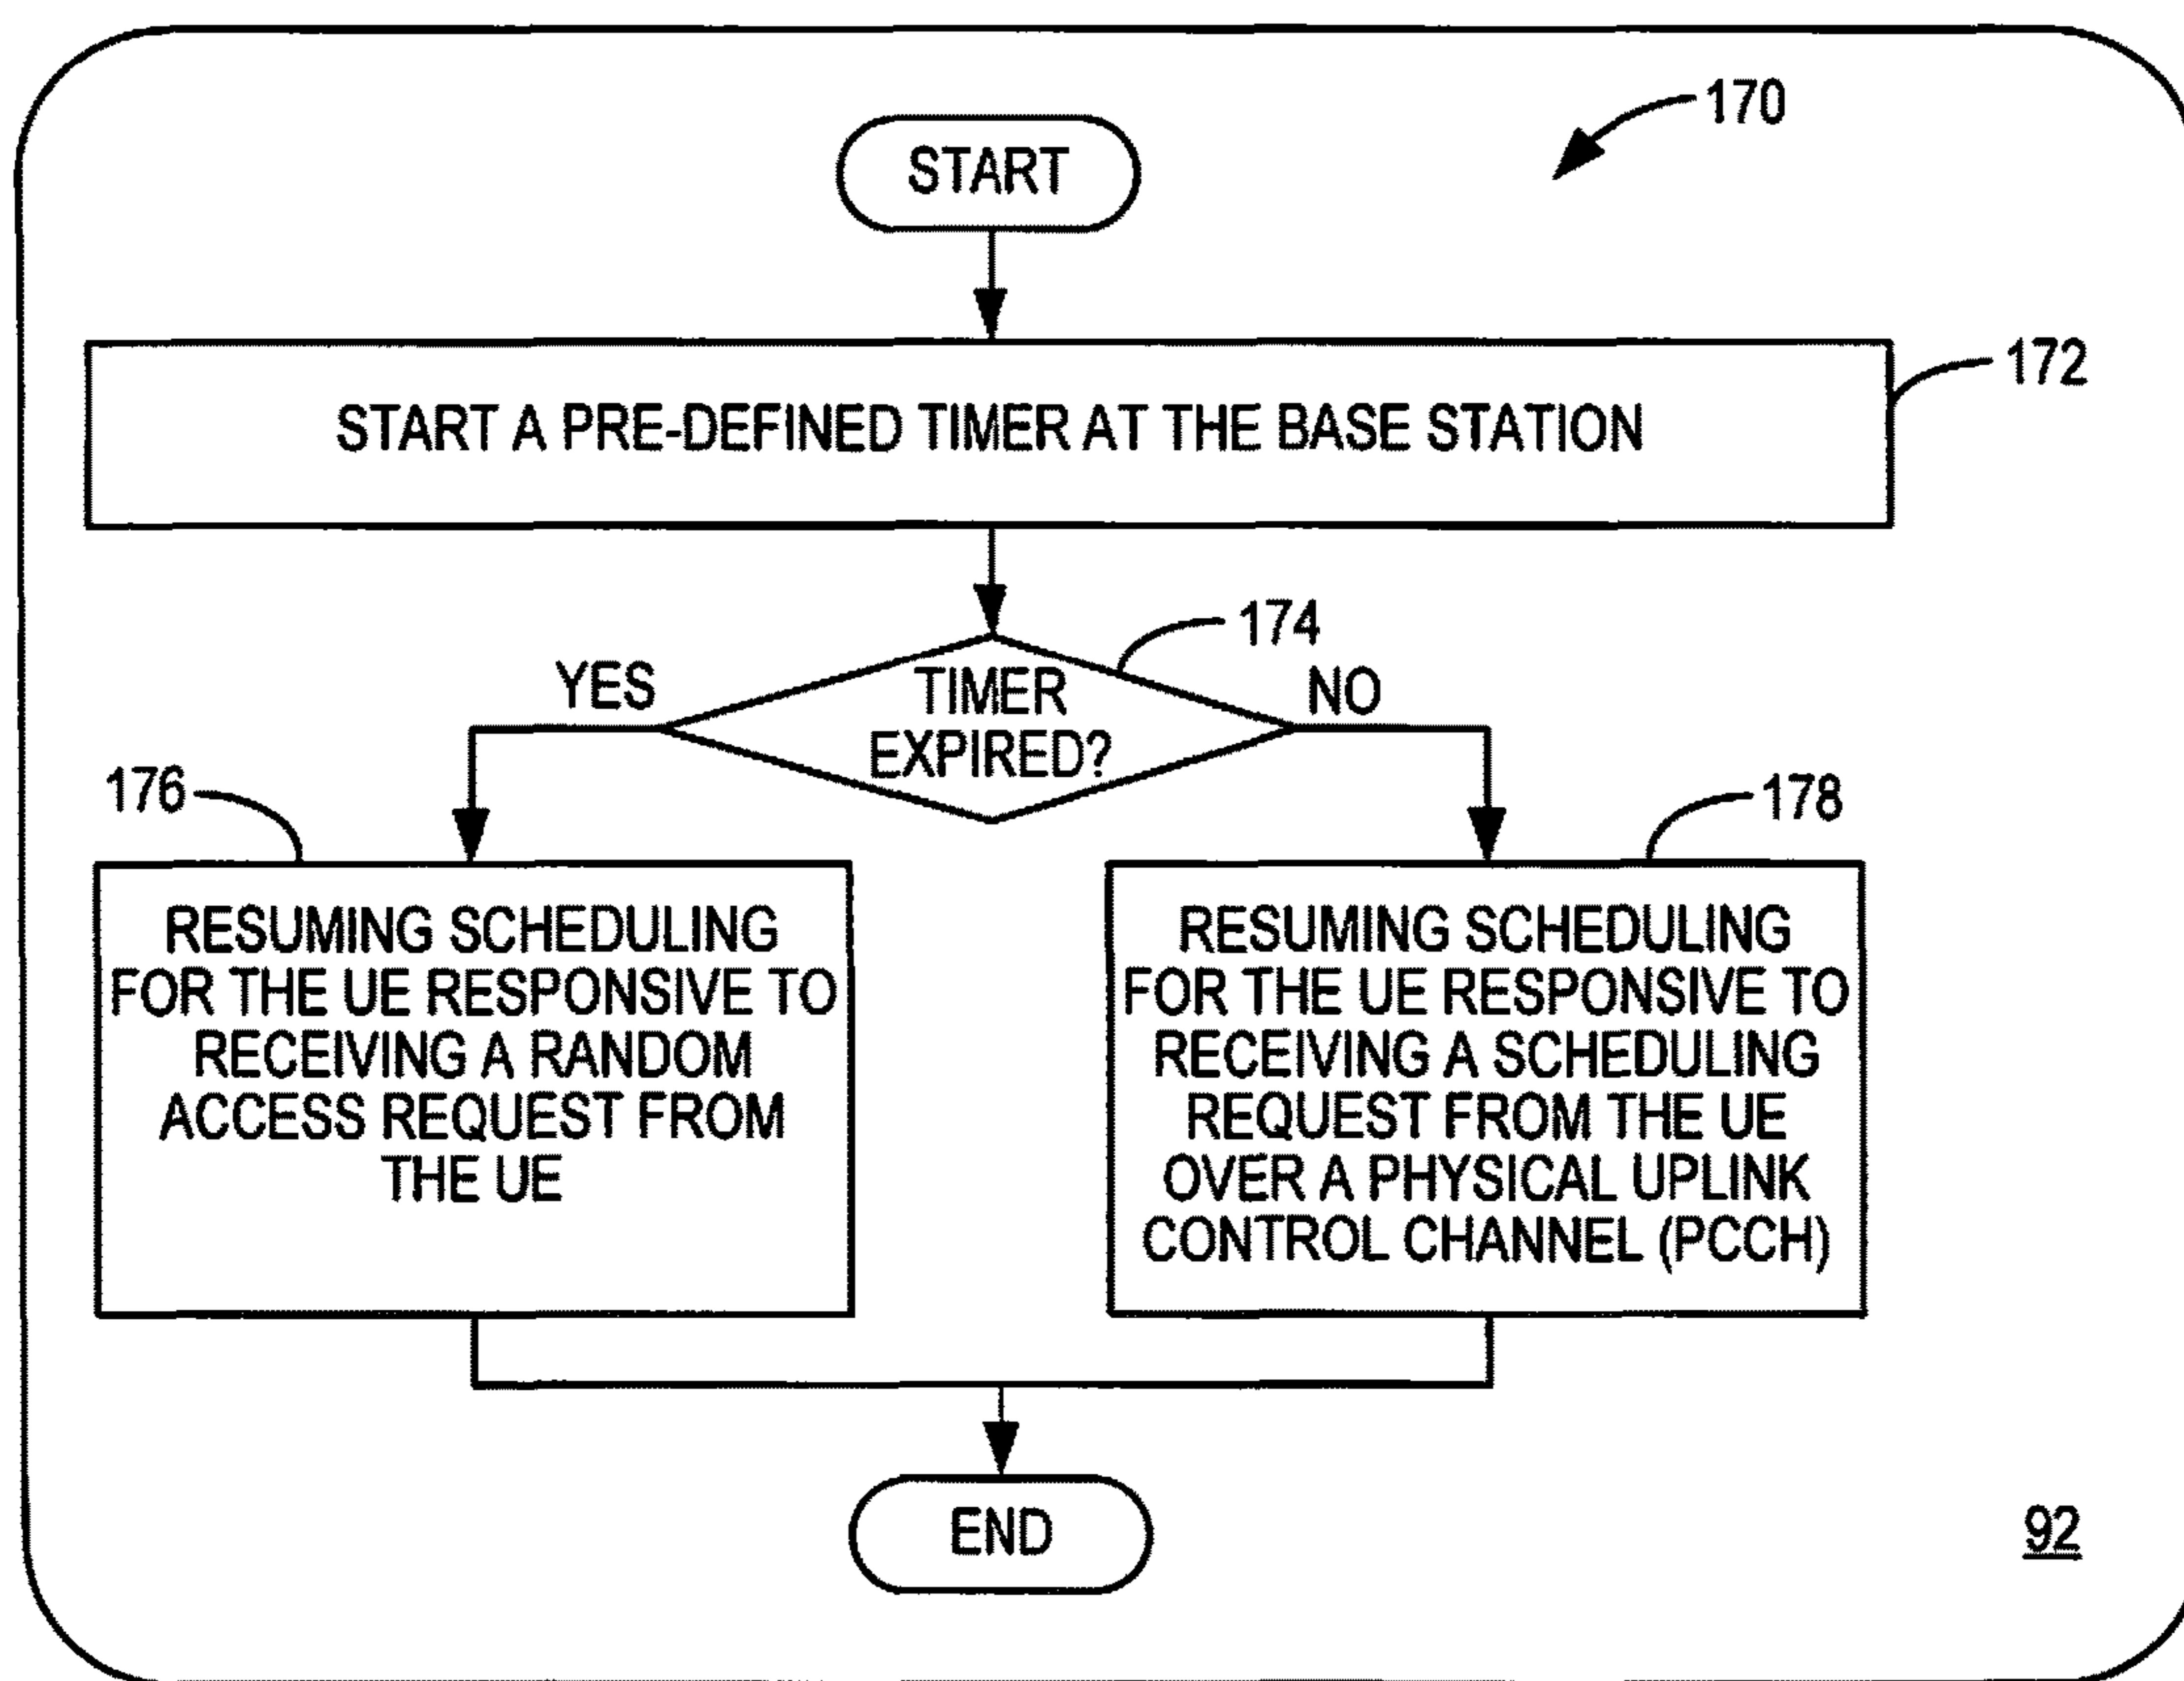 170
START
172
START A PRE-DEFINED TIMER AT THE BASE STATION
174
YES
TIMER
EXPIRED?
NO
176
RESUMING SCHEDULING
FOR THE UE RESPONSIVE TO
RECEIVING A RANDOM
ACCESS REQUEST FROM
THE UE
178
RESUMING SCHEDULING
FOR THE UE RESPONSIVE TO
RECEIVING A SCHEDULING
REQUEST FROM THE UE
OVER A PHYSICAL UPLINK
CONTROL CHANNEL (PCCH)
END
92